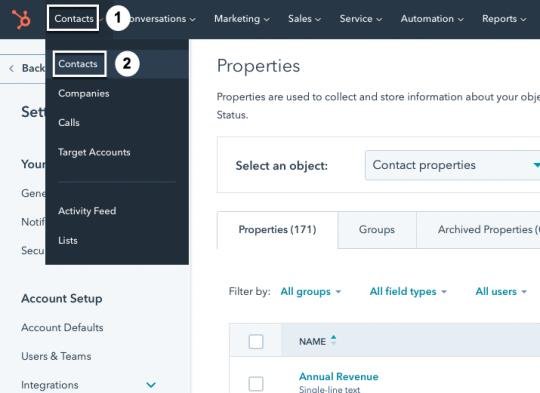 Contacts 1 onversations Marketing Sales Service Automation Reports
Contacts 2
Companies
Calls
Target Accounts
Activity Feed
Lists
Back
Sett
Your
Gene
Notif
Secu
Account Setup
Account Defaults
Users & Teams
Integrations
Properties
Properties are used to collect and store information about your obje
Status.
Select an object: Contact properties
Properties (171) Groups Archived Properties (
Filter by: All groups All field types All users
NAME
Annual Revenue
Single-line text